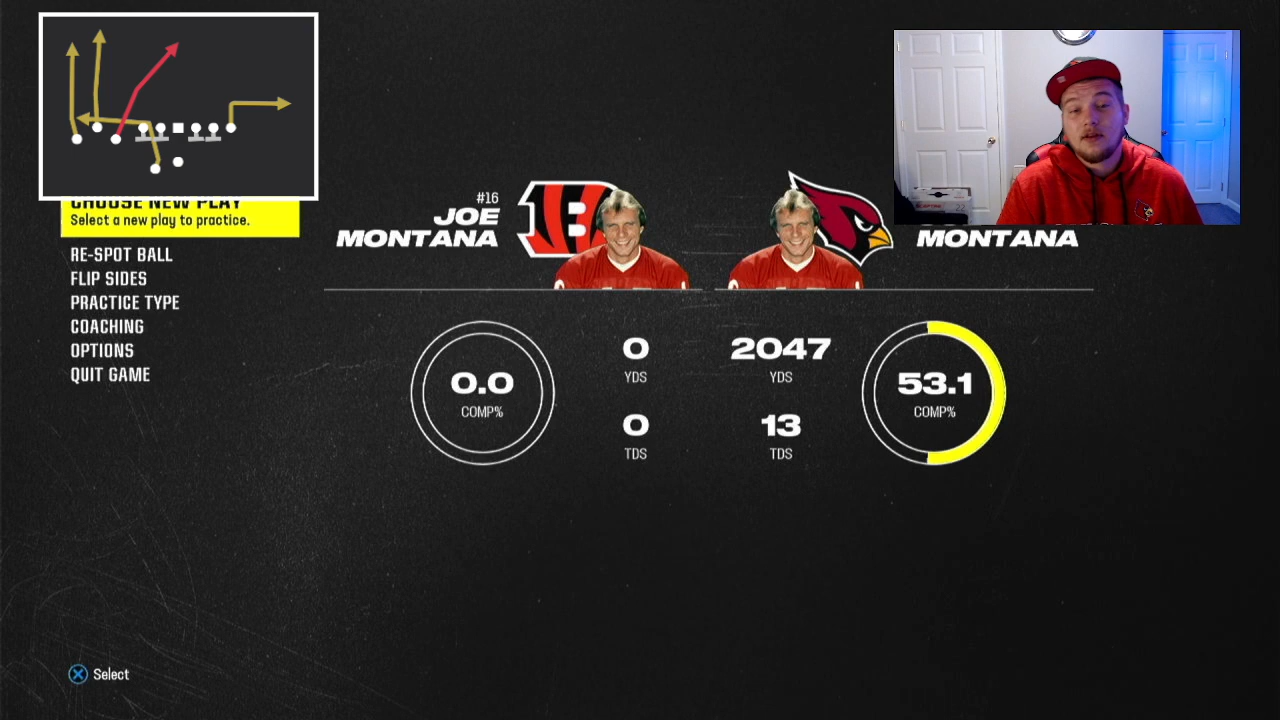 CHOOSE NEW PLAY
Select a new play to practice.
RE-SPOT BALL
FLIP SIDES
PRACTICE TYPE
COACHING
OPTIONS
QUIT GAME
#16
JOE
MONTANA
B
MONTANA
0.0
COMP%
0
YDS
0
TDS
2047
YDS
13
TDS
53.1
COMP%
Select